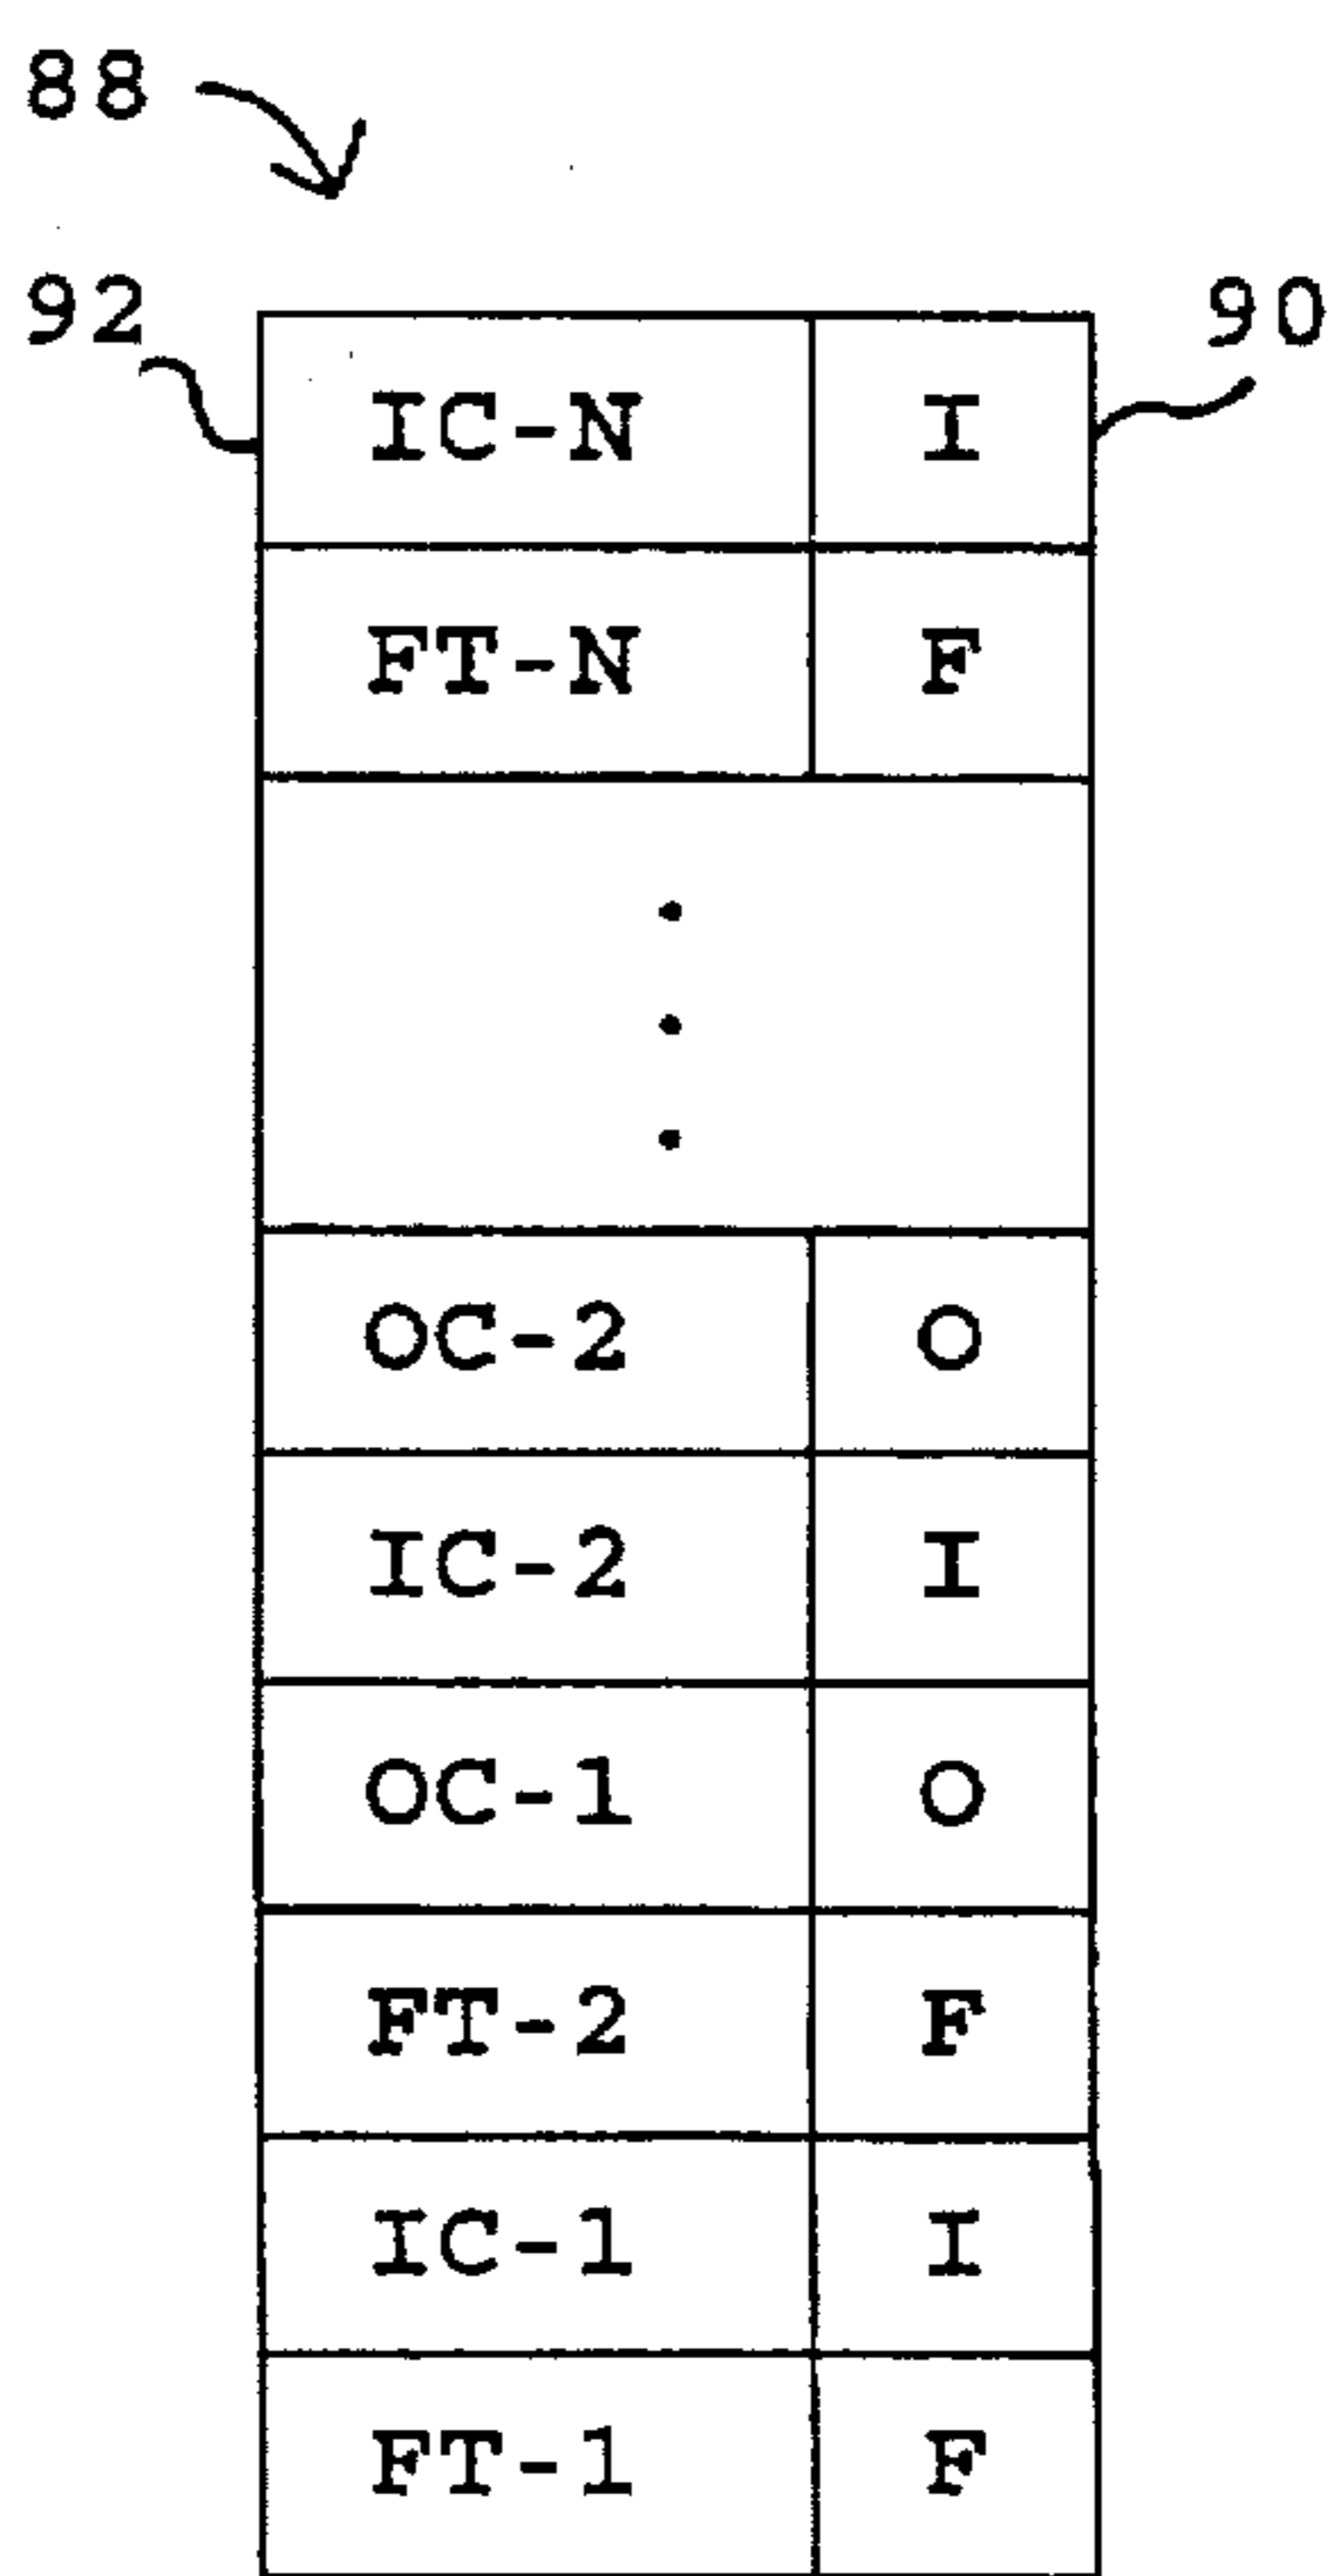 88
92 90
IC-N I
FT-N F
OC-2 O
IC-2 I
OC-1 O
FT-2 F
IC-1 I
FT-1 F